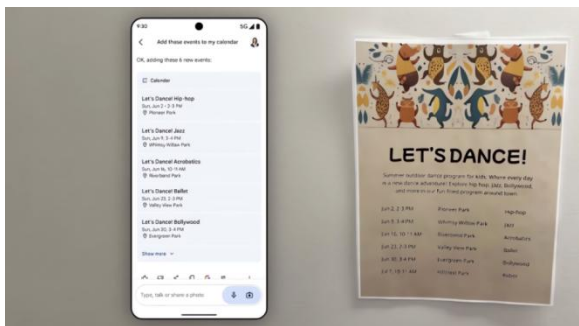 9:30
5G
Add these events to my calendar
OK, adding these 6 new events:
Calendar
Let's Dance! Hip-hop
Sun, Jun 2 • 2-3 PM
Pioneer Park
Let's Dance! Jazz
Sun, Jun 9, 3-4 PM
Whimsy Willow Park
Let's Dance! Acrobatics
Sun, Jun 16, 10-11 AM
Riverbend Park
Let's Dance! Ballet
Sun, Jun 23, 2-3 PM
Valley View Park
Let's Dance! Bollywood
Sun, Jun 30, 3-4 PM
Evergreen Park
Show more
Type, talk or share a photo
LET'S DANCE!
Summer outdoor dance program for kids. Where every day
is a new dance adventure! Explore hip hop, jazz, Bollywood,
and more in our fun filled program around town.
Jun 2, 2-3 PM Pioneer Park Hip-hop
Jun 9, 3-4 PM Whimsy Willow Park Jazz
Jun 16, 10-11 AM Riverbend Park Acrobatics
Jun 23, 2-3 PM Valley View Park Ballet
Jun 30, 3-4 PM Evergreen Park Bollywood
Jul 7, 10-11 AM Hillcrest Park